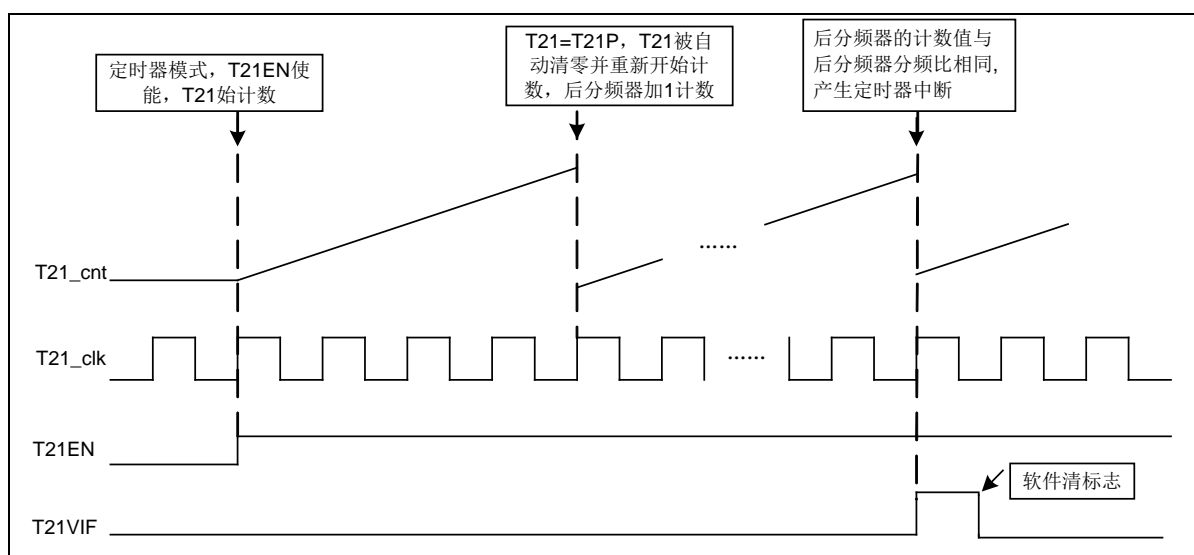 定时器模式，T21EN使
能，T21始计数
T21=T21P，T21被自
动清零并重新开始计
数，后分频器加1计数
后分频器的计数值与
后分频器分频比相同,
产生定时器中断
T21_cnt
......
T21_clk
......
T21EN
软件清标志
T21VIF